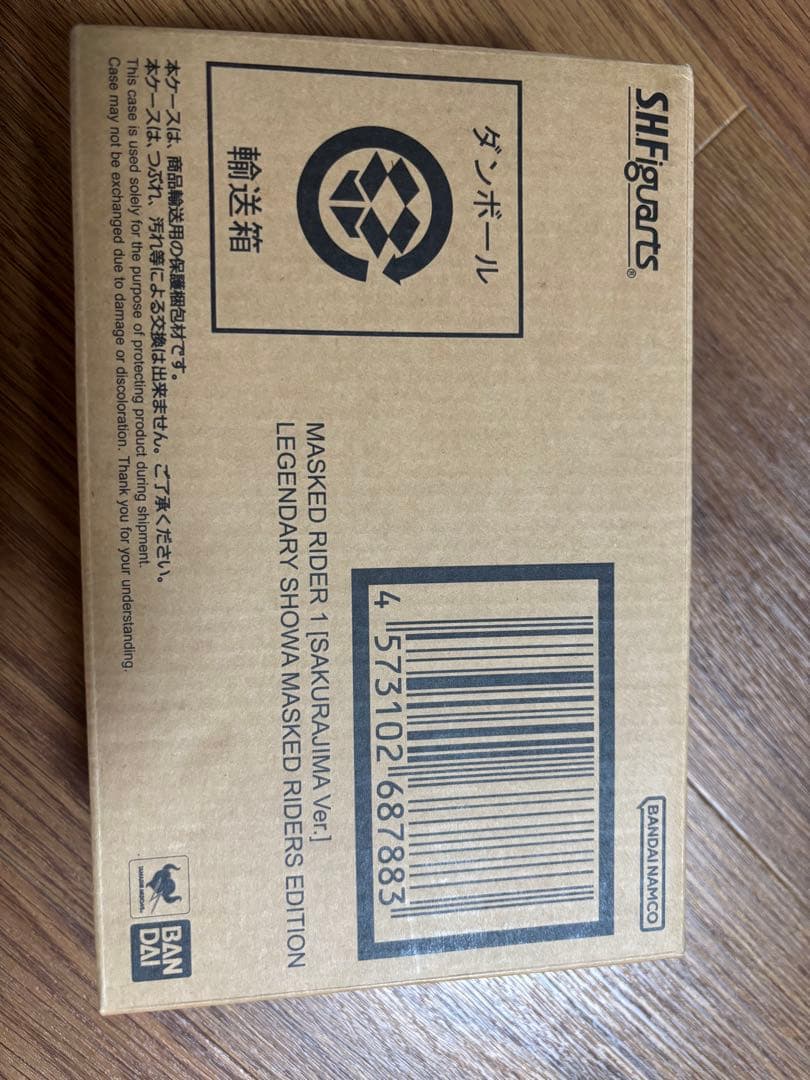 S.H.Figuarts®
ダンボール
輸送箱
本ケースは、商品輸送用の保護梱包材です。
本ケースは、つぶれ、汚れ等による交換は出来ません。ご了承ください。
This case is used solely for the purpose of protecting product during shipment.
Case may not be exchanged due to damage or discoloration. Thank you for your understanding.
BANDAI NAMCO
4 573102 687883
MASKED RIDER 1 [SAKURAJIMA Ver.]
LEGENDARY SHOWA MASKED RIDERS EDITION
TAMASHII NATIONS
BAN
DAI